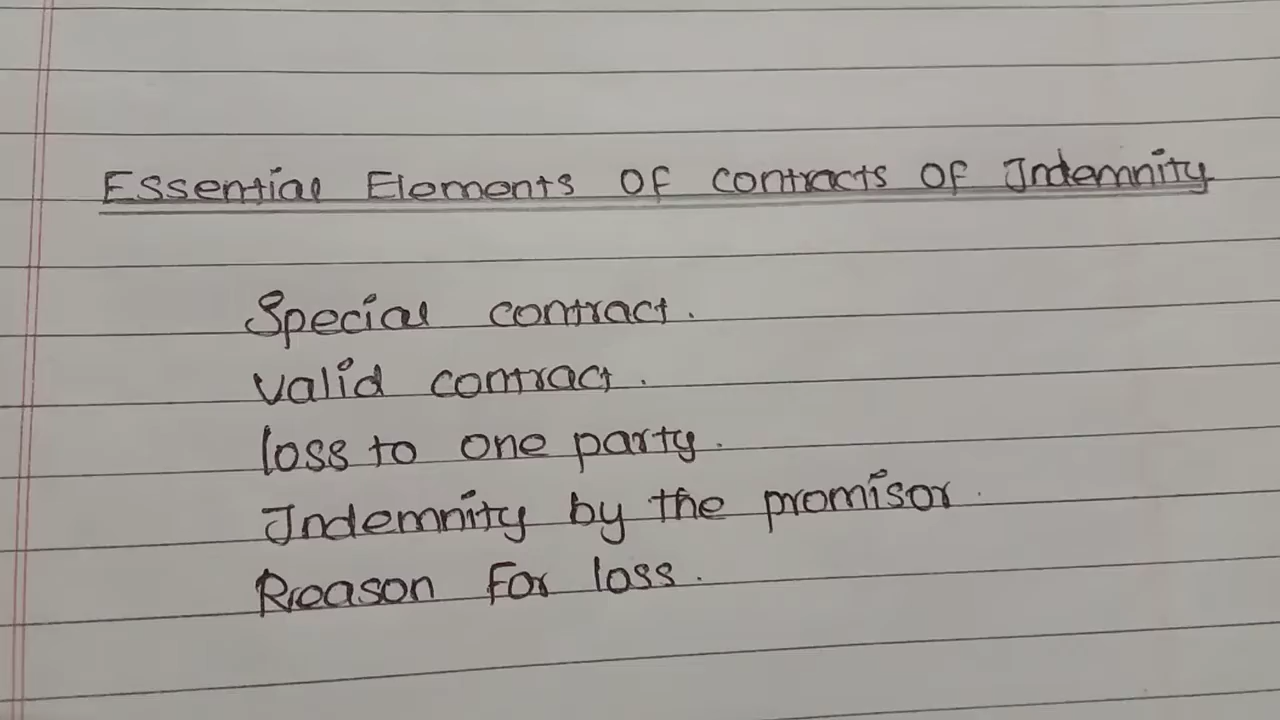 Essential Elements Of contracts Of Indemnity
Special contract.
valid contract.
loss to one party.
Indemnity by the promisor.
Reason For loss.